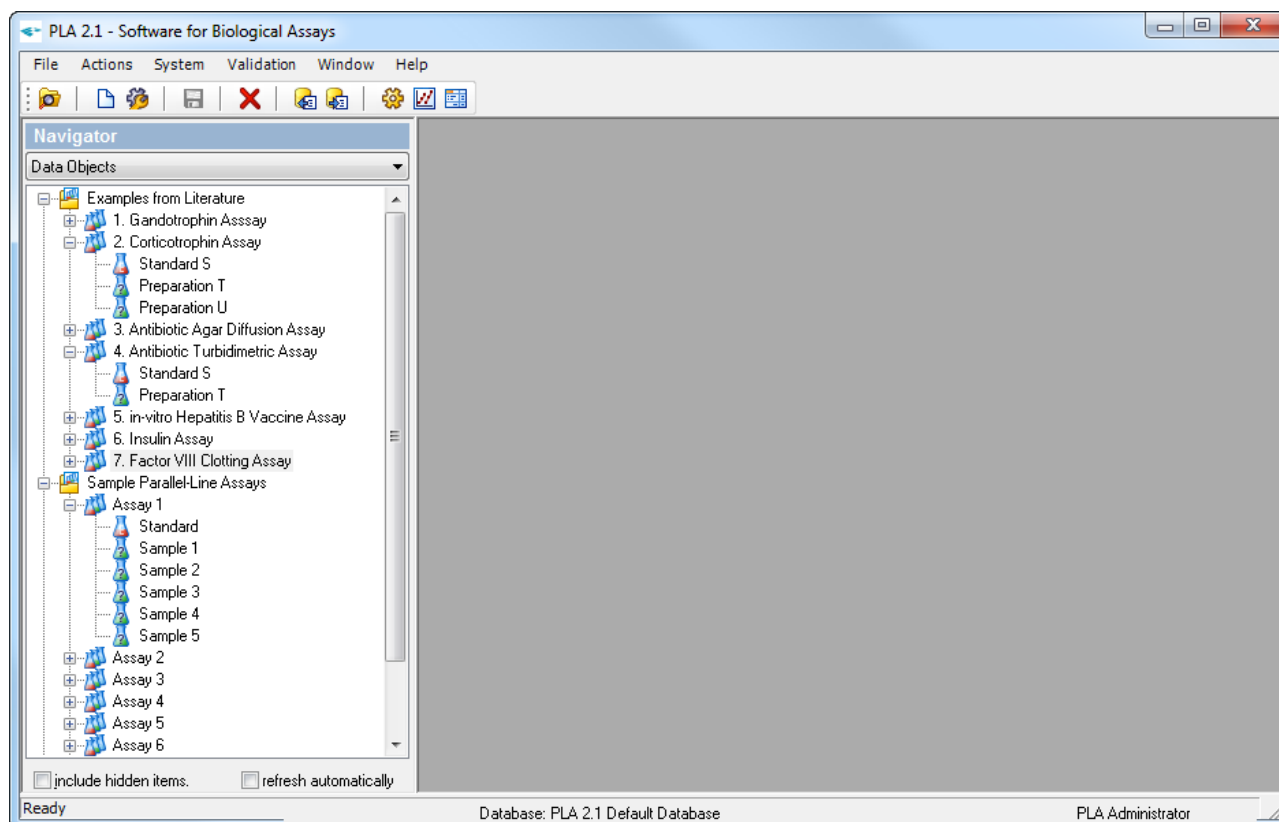 PLA 2.1 - Software for Biological Assays
File Actions System Validation Window Help
Navigator
Data Objects
Examples from Literature
1. Gandotrophin Asssay
2. Corticotrophin Assay
Standard S
Preparation T
Preparation U
3. Antibiotic Agar Diffusion Assay
4. Antibiotic Turbidimetric Assay
Standard S
Preparation T
5. in-vitro Hepatitis B Vaccine Assay
6. Insulin Assay
7. Factor VIII Clotting Assay
Sample Parallel-Line Assays
Assay 1
Standard
Sample 1
Sample 2
Sample 3
Sample 4
Sample 5
Assay 2
Assay 3
Assay 4
Assay 5
Assay 6
include hidden items. refresh automatically
Ready Database: PLA 2.1 Default Database PLA Administrator